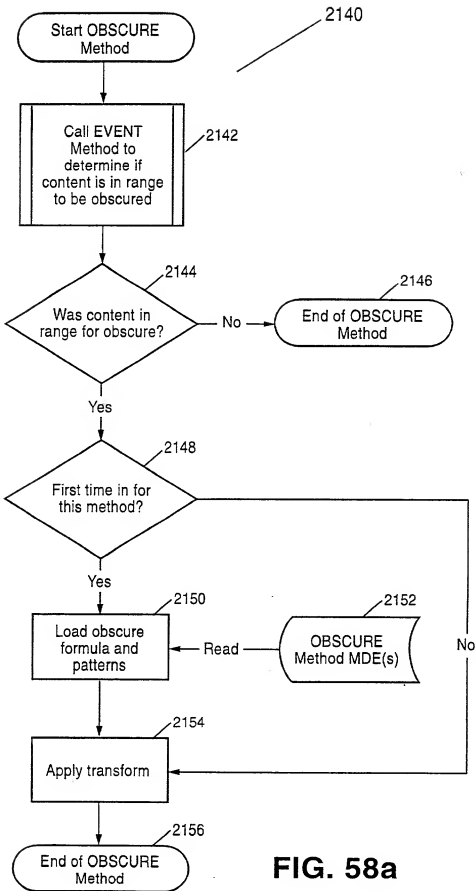 2140
Start OBSCURE
Method
Call EVENT
Method to
determine if
content is in range
to be obscured
2142
2144
Was content in
range for obscure?
No
2146
End of OBSCURE
Method
Yes
2148
First time in for
this method?
Yes
No
2150
Load obscure
formula and
patterns
Read
2152
OBSCURE
Method MDE(s)
2154
Apply transform
2156
End of OBSCURE
Method
FIG. 58a